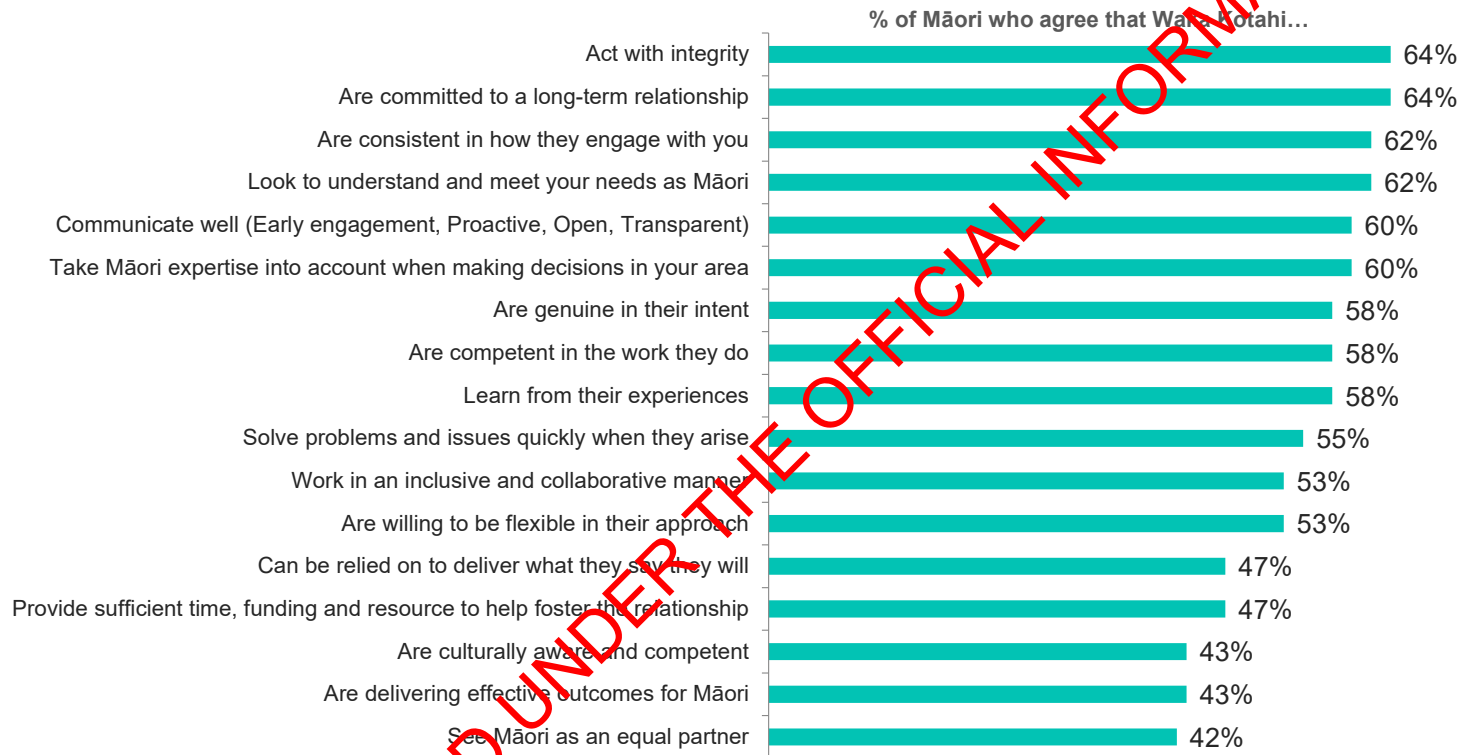 % of Māori who agree that Waka Kotahi…
Act with integrity 64%
Are committed to a long-term relationship 64%
Are consistent in how they engage with you 62%
Look to understand and meet your needs as Māori 62%
Communicate well (Early engagement, Proactive, Open, Transparent) 60%
Take Māori expertise into account when making decisions in your area 60%
Are genuine in their intent 58%
Are competent in the work they do 58%
Learn from their experiences 58%
Solve problems and issues quickly when they arise 55%
Work in an inclusive and collaborative manner 53%
Are willing to be flexible in their approach 53%
Can be relied on to deliver what they say they will 47%
Provide sufficient time, funding and resource to help foster the relationship 47%
Are culturally aware and competent 43%
Are delivering effective outcomes for Māori 43%
See Māori as an equal partner 42%
UNDER THE OFFICIAL